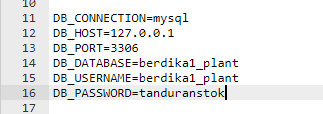 10
11 DB_CONNECTION=mysql
12 DB_HOST=127.0.0.1
13 DB_PORT=3306
14 DB_DATABASE=berdika1_plant
15 DB_USERNAME=berdika1_plant
16 DB_PASSWORD=tanduranstok
17